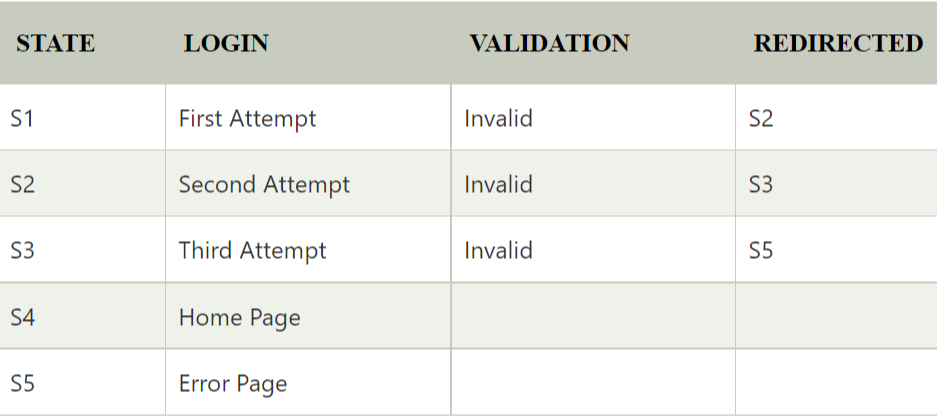 STATE LOGIN VALIDATION REDIRECTED
S1 First Attempt Invalid S2
S2 Second Attempt Invalid S3
S3 Third Attempt Invalid S5
S4 Home Page
S5 Error Page